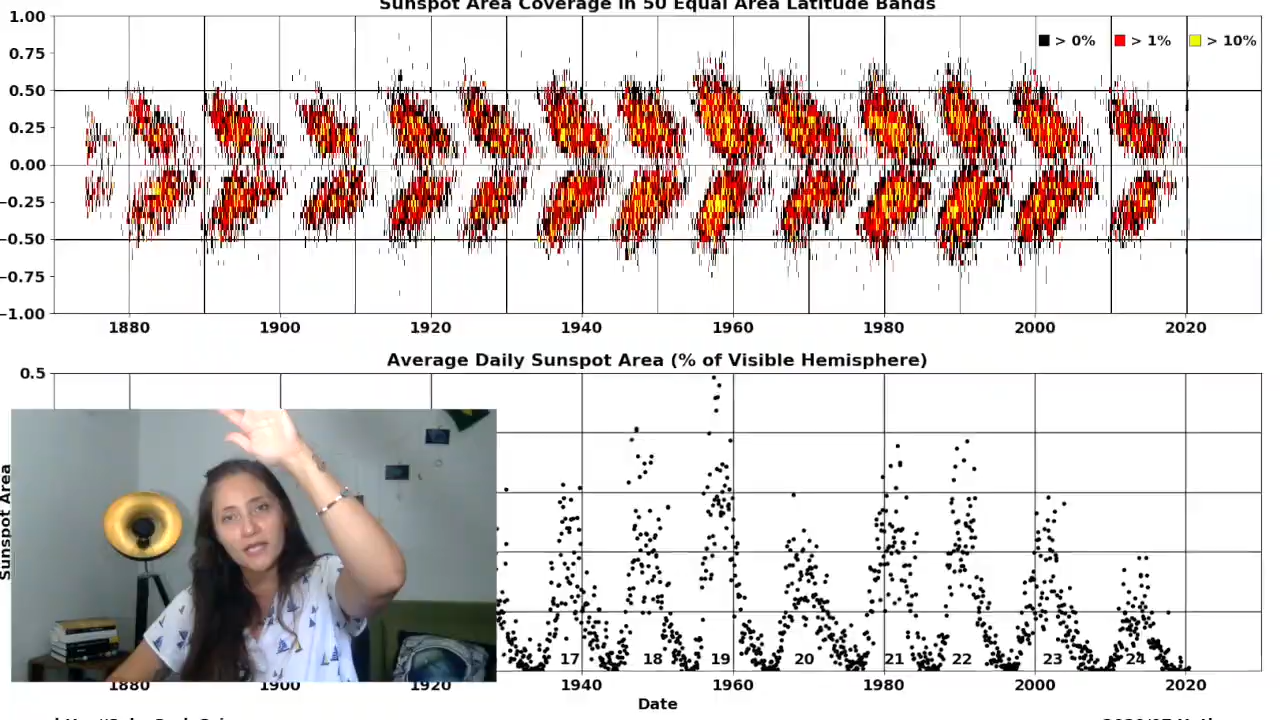 Sunspot Area Coverage in 50 Equal Area Latitude Bands
1.00
> 0% > 1% > 10%
0.75
0.50
0.25
0.00
−0.25
−0.50
−0.75
−1.00
1880 1900 1920 1940 1960 1980 2000 2020
Average Daily Sunspot Area (% of Visible Hemisphere)
0.5
Sunspot Area
17 18 19 20 21 22 23 24
1880 1900 1920 1940 1960 1980 2000 2020
Date